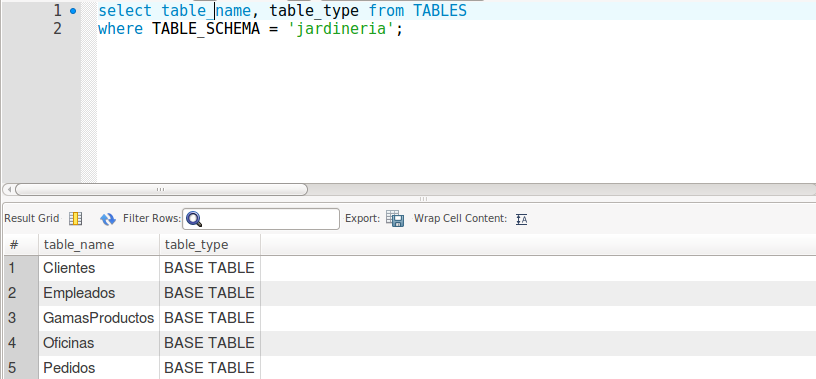 1 select table_name, table_type from TABLES
2 where TABLE_SCHEMA = 'jardineria';
Result Grid Filter Rows: Export: Wrap Cell Content:
# table_name table_type
1 Clientes BASE TABLE
2 Empleados BASE TABLE
3 GamasProductos BASE TABLE
4 Oficinas BASE TABLE
5 Pedidos BASE TABLE